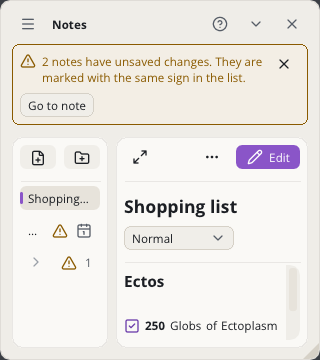 Notes
2 notes have unsaved changes. They are
marked with the same sign in the list.
Go to note
Edit
Shopping...
...
1
Shopping list
Normal
Ectos
250 Globs of Ectoplasm